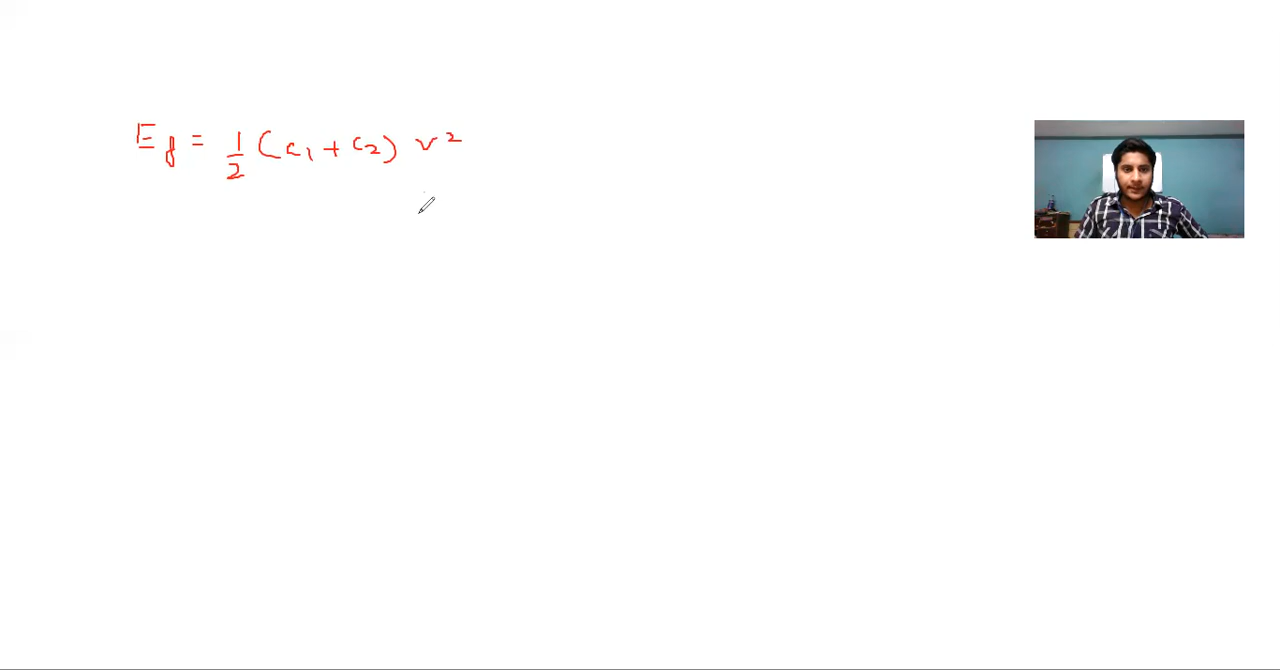 E_f = 1/2 (C1 + C2) V²